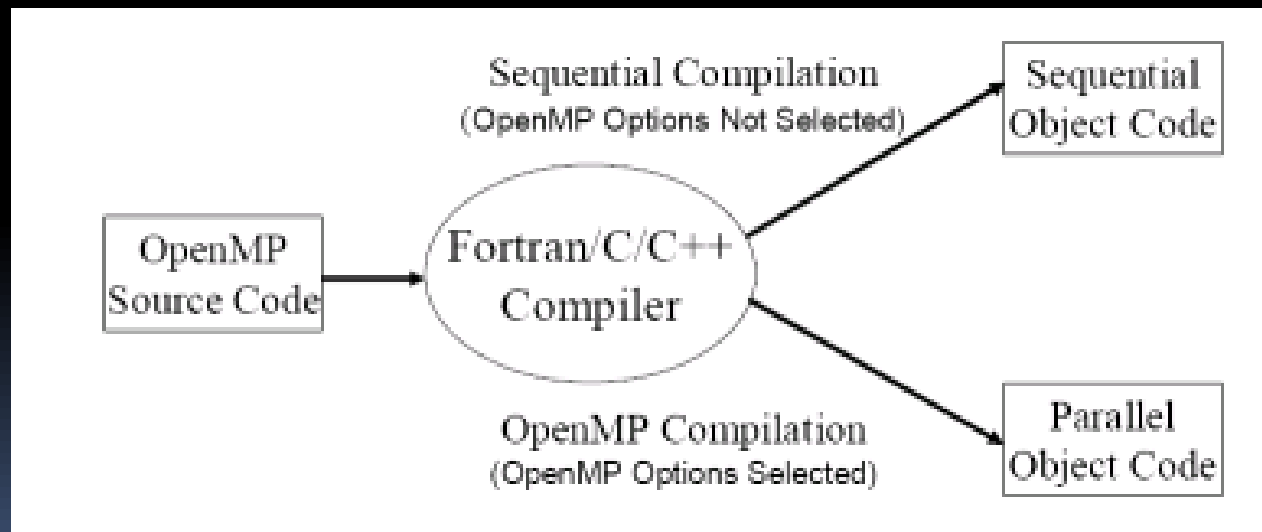 Sequential Compilation
(OpenMP Options Not Selected)
Sequential
Object Code
OpenMP
Source Code
Fortran/C/C++
Compiler
OpenMP Compilation
(OpenMP Options Selected)
Parallel
Object Code